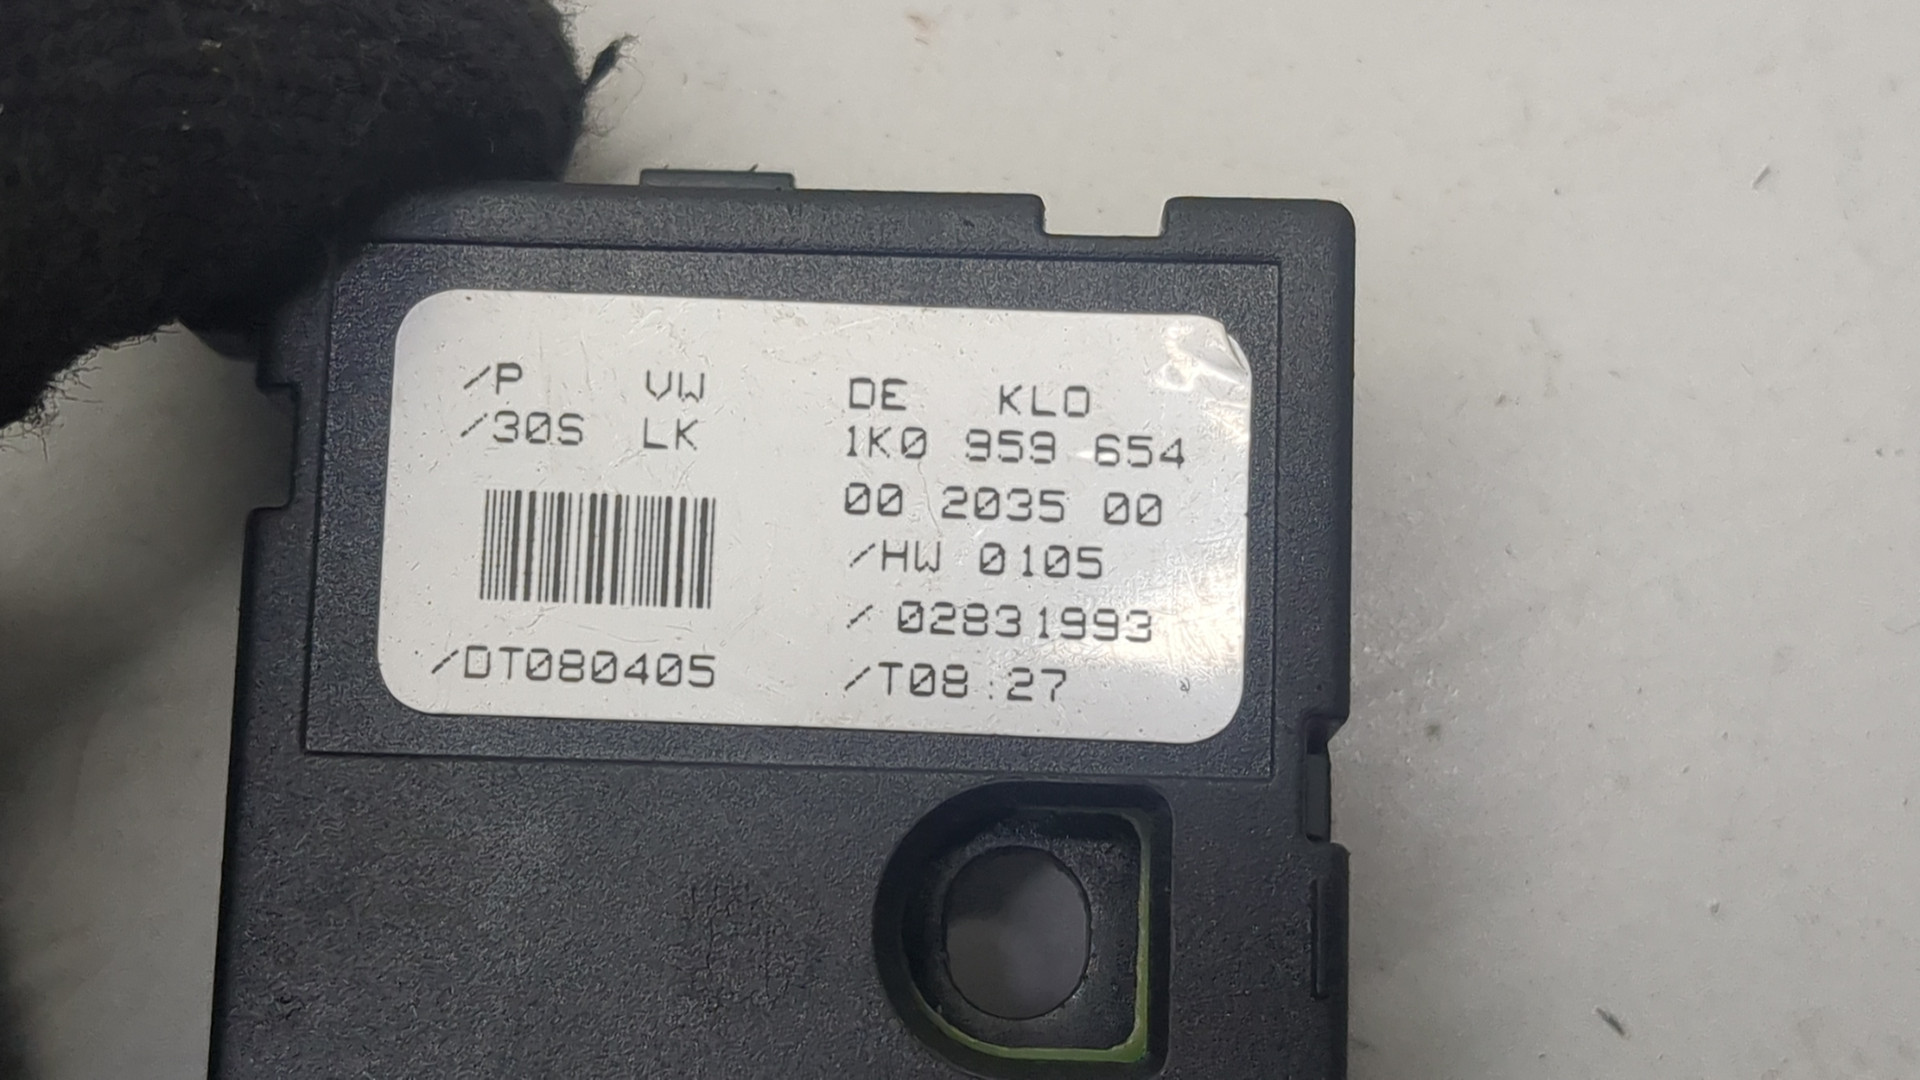 /P VW DE KLO
/30S LK 1K0 959 654
00 2035 00
/HW 0105
/ 02831993
/DT080405 /T08:27